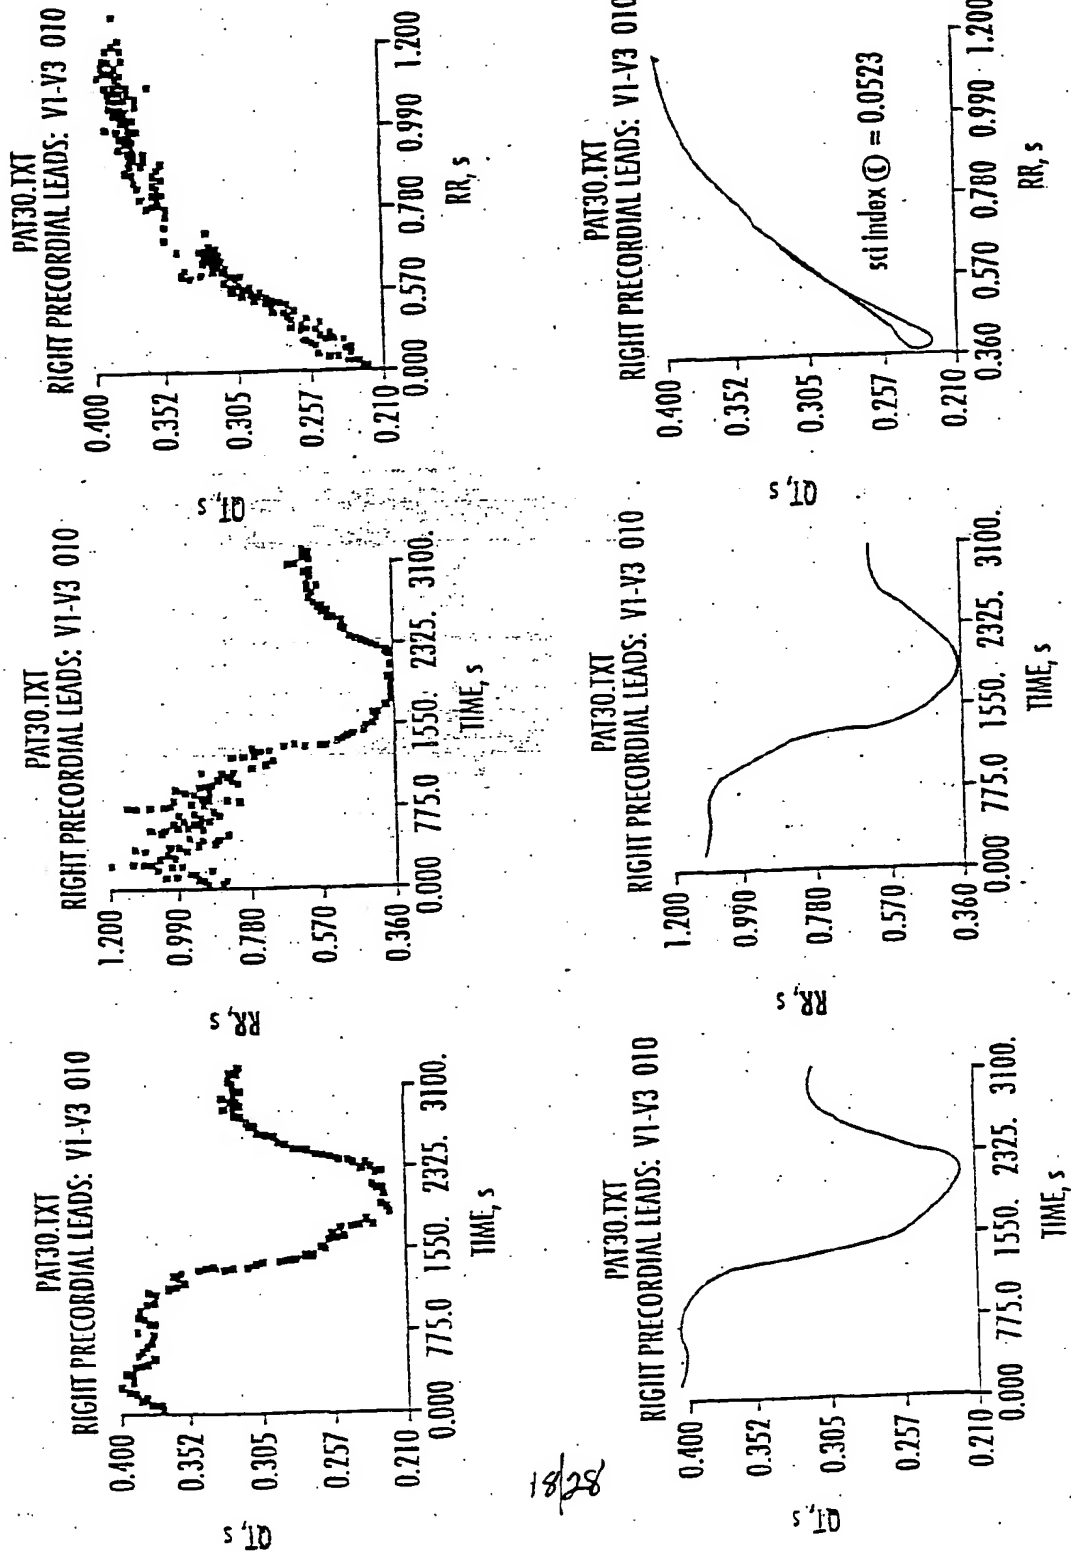 PAT30.TXT
RIGHT PRECORDIAL LEADS: V1-V3 010
QT, s
0.400
0.352
0.305
0.257
0.210
0.000 775.0 1550. 2325. 3100.
TIME, s
PAT30.TXT
RIGHT PRECORDIAL LEADS: V1-V3 010
RR, s
1.200
0.990
0.780
0.570
0.360
0.000 775.0 1550. 2325. 3100.
TIME, s
PAT30.TXT
RIGHT PRECORDIAL LEADS: V1-V3 010
QT, s
0.400
0.352
0.305
0.257
0.210
0.000 0.570 0.780 0.990 1.200
RR, s
PAT30.TXT
RIGHT PRECORDIAL LEADS: V1-V3 010
QT, s
0.400
0.352
0.305
0.257
0.210
0.000 775.0 1550. 2325. 3100.
TIME, s
PAT30.TXT
RIGHT PRECORDIAL LEADS: V1-V3 010
RR, s
1.200
0.990
0.780
0.570
0.360
0.000 775.0 1550. 2325. 3100.
TIME, s
PAT30.TXT
RIGHT PRECORDIAL LEADS: V1-V3 010
QT, s
0.400
0.352
0.305
0.257
0.210
sci index = 0.0523
0.360 0.570 0.780 0.990 1.200
RR, s